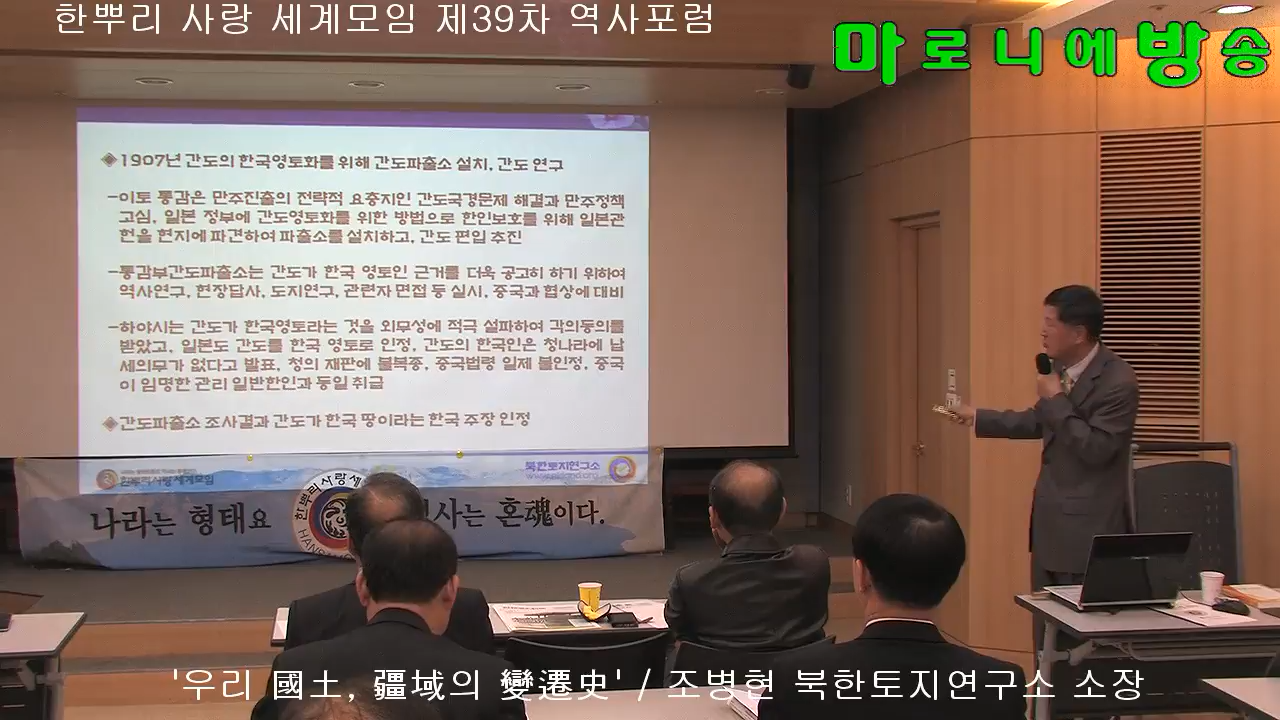 한뿌리 사랑 세계모임 제39차 역사포럼
마로니에방송
◈1907년 간도의 한국영토화를 위해 간도파출소 설치, 간도 연구
-이토 통감은 만주진출의 전략적 요충지인 간도국경문제 해결과 만주정책
고심, 일본 정부에 간도영토화를 위한 방법으로 한인보호를 위해 일본관
헌을 현지에 파견하여 파출소를 설치하고, 간도 편입 추진
-통감부간도파출소는 간도가 한국 영토인 근거를 더욱 공고히 하기 위하여
역사연구, 현장답사, 도지연구, 관련자 면접 등 실시, 중국과 협상에 대비
-하야시는 간도가 한국영토라는 것을 외무성에 적극 설파하여 각의동의를
받았고, 일본도 간도를 한국 영토로 인정, 간도의 한국인은 청나라에 납
세의무가 없다고 발표, 청의 재판에 불복종, 중국법령 일제 불인정, 중국
이 임명한 관리 일반한인과 동일 취급
◈간도파출소 조사결과 간도가 한국 땅이라는 한국 주장 인정
한뿌리사랑세계모임
북한토지연구소
나라는 형태요
한뿌리사랑세
사는 혼魂이다.
'우리 國土, 疆域의 變遷史' / 조병현 북한토지연구소 소장